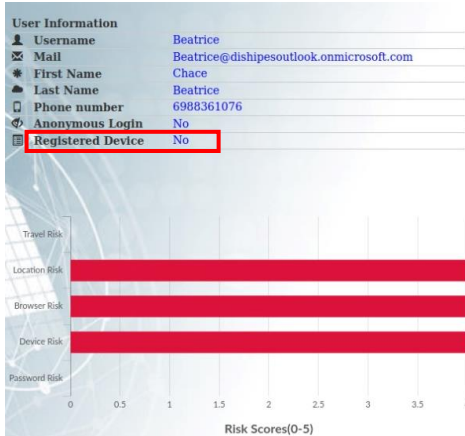 User Information
Username Beatrice
Mail Beatrice@dishipesoutlook.onmicrosoft.com
First Name Chace
Last Name Beatrice
Phone number 6988361076
Anonymous Login No
Registered Device No
Travel Risk
Location Risk
Browser Risk
Device Risk
Password Risk
0 0.5 1 1.5 2 2.5 3 3.5
Risk Scores(0-5)